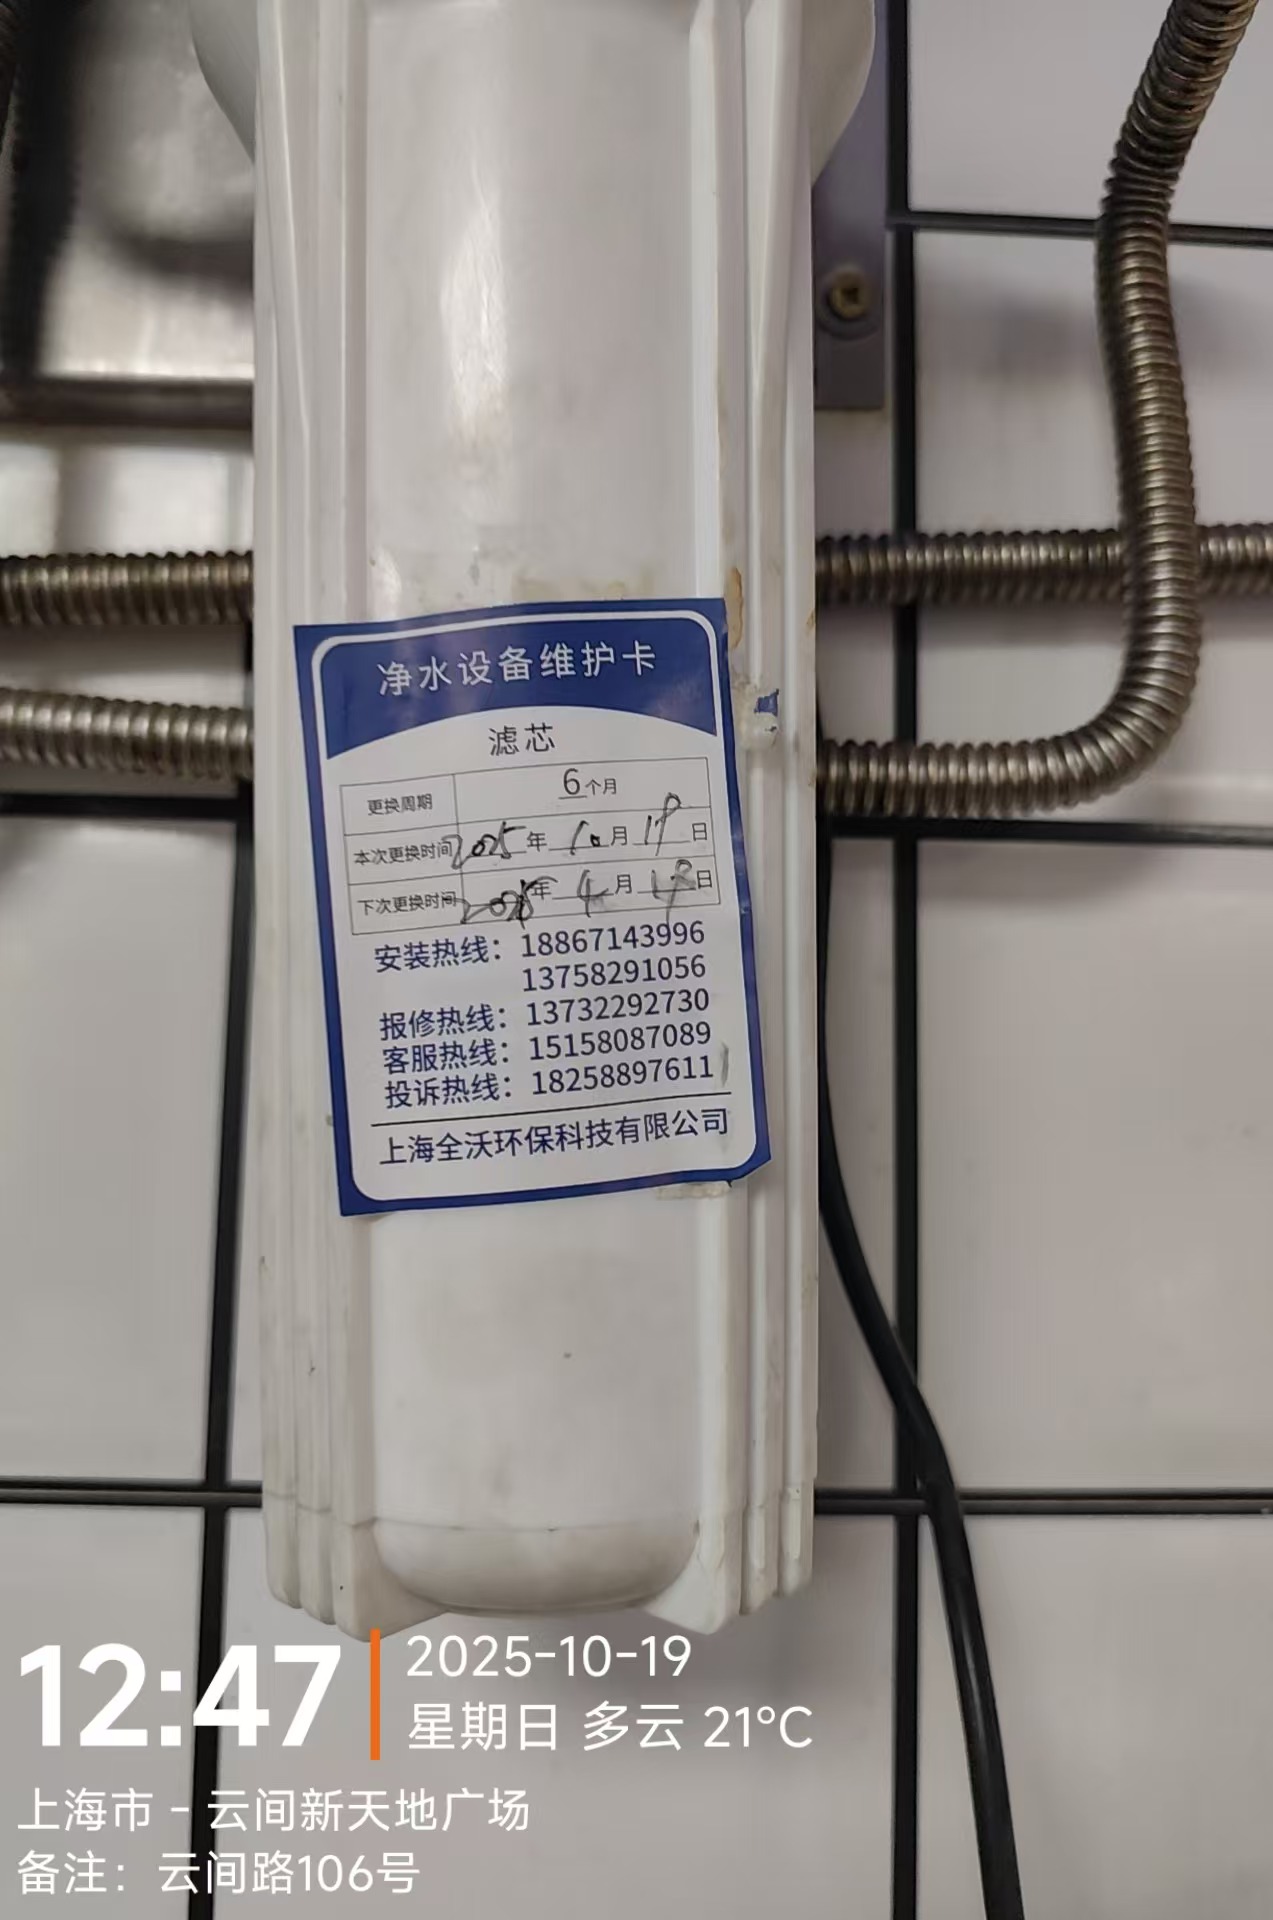 净水设备维护卡
滤芯
更换周期 6个月
本次更换时间 2025年10月19日
下次更换时间 年4月19日
安装热线：18867143996
13758291056
报修热线：13732292730
客服热线：15158087089
投诉热线：18258897611
上海全沃环保科技有限公司
12:47
2025-10-19
星期日 多云 21°C
上海市 - 云间新天地广场
备注：云间路106号